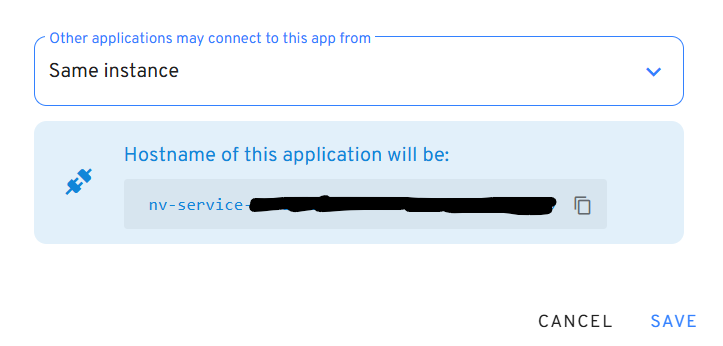 Other applications may connect to this app from
Same instance
Hostname of this application will be:
nv-service-
CANCEL SAVE